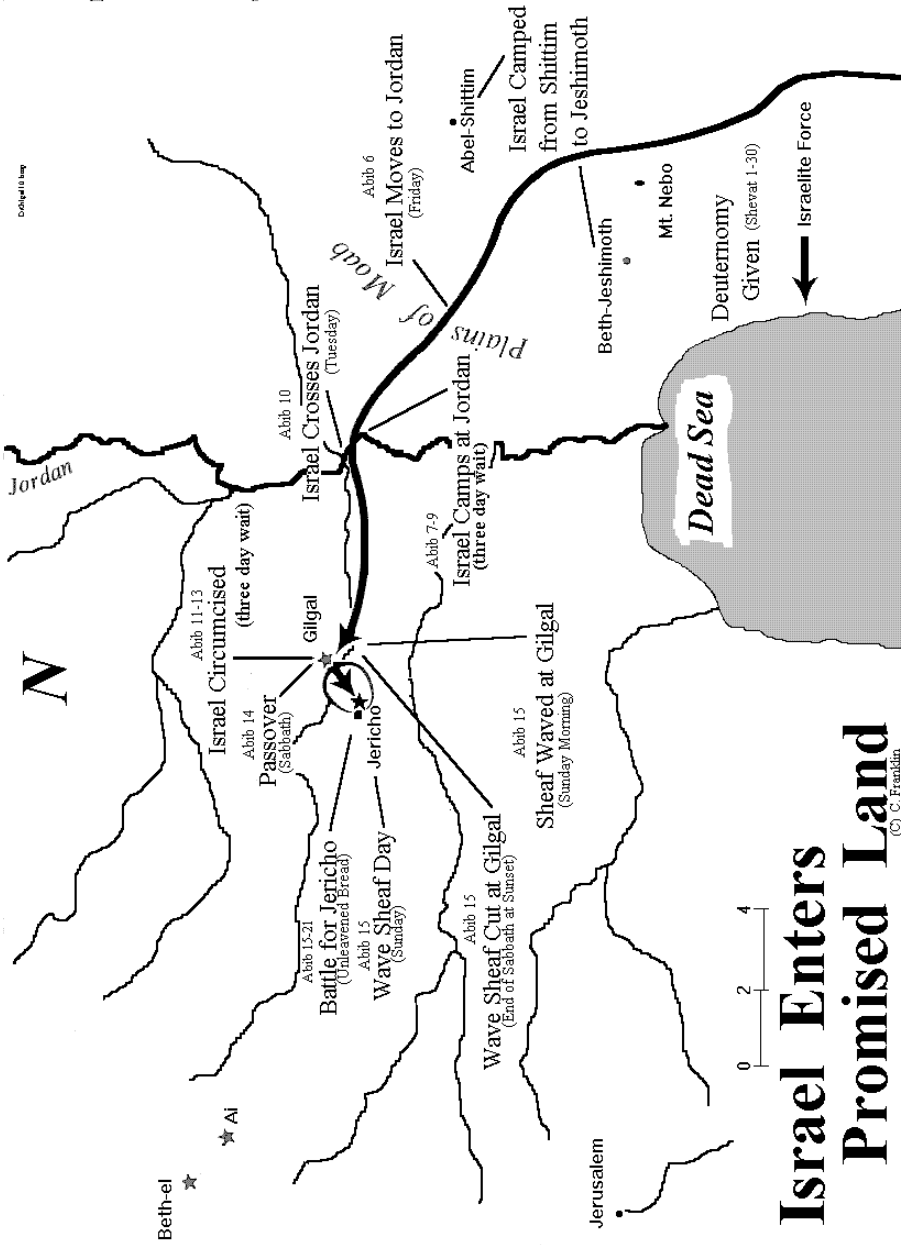 N
Jordan
Abib 6
Israel Moves to Jordan
(Friday)
Abel-Shittim
Israel Camped
from Shittim
to Jeshimoth
Plains of Moab
Abib 10
Israel Crosses Jordan
(Tuesday)
Abib 11-13
Israel Circumcised
(three day wait)
Gilgal
Abib 14
Passover
(Sabbath)
Jericho
Abib 15-21
Battle for Jericho
(Unleavened Bread)
Abib 15
Wave Sheaf Day
(Sunday)
Beth-el
Ai
Abib 7-9
Israel Camps at Jordan
(three day wait)
Abib 15
Sheaf Waved at Gilgal
(Sunday Morning)
Abib 15
Wave Sheaf Cut at Gilgal
(End of Sabbath at Sunset)
Beth-Jeshimoth
Mt. Nebo
Deuternomy
Given (Shevat 1-30)
Israelite Force
Dead Sea
Jerusalem
0 2 4
Israel Enters
Promised Land
(C) C. Franklin